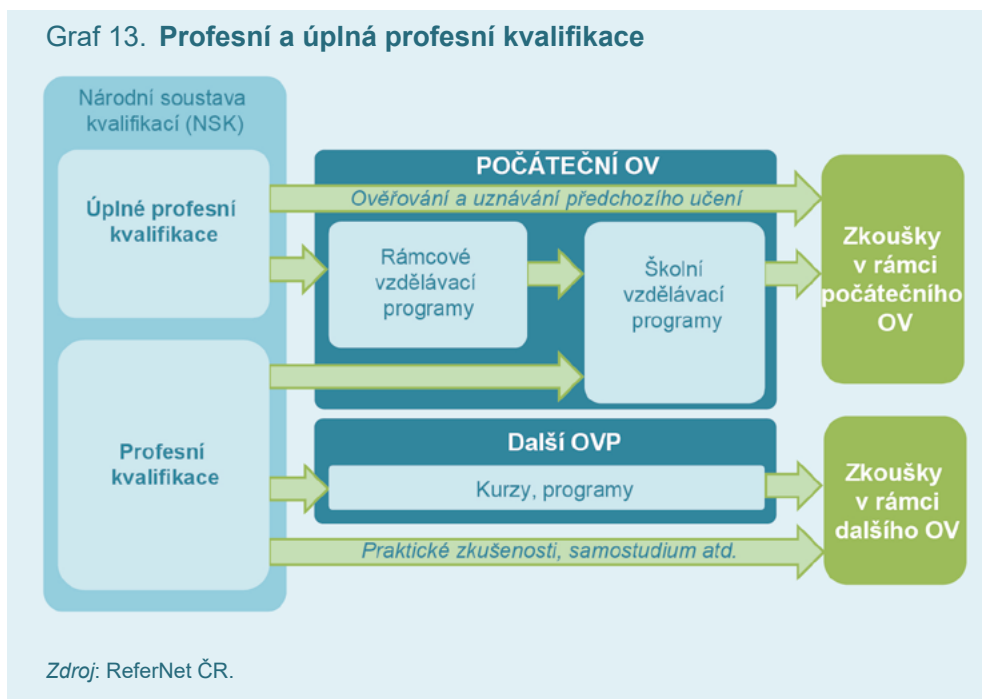 Graf 13. Profesní a úplná profesní kvalifikace
Národní soustava
kvalifikací (NSK)
Úplné profesní
kvalifikace
Profesní
kvalifikace
POČÁTEČNÍ OV
Ověřování a uznávání předchozího učení
Rámcové
vzdělávací
programy
Školní
vzdělávací
programy
Další OVP
Kurzy, programy
Praktické zkušenosti, samostudium atd.
Zkoušky
v rámci
počátečního
OV
Zkoušky
v rámci
dalšího OV
Zdroj: ReferNet ČR.